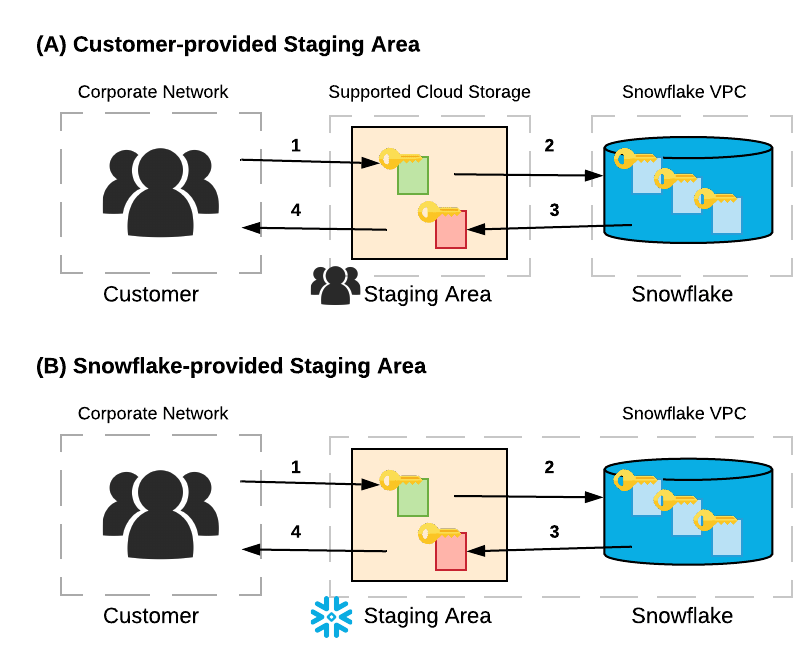 (A) Customer-provided Staging Area
Corporate Network
Supported Cloud Storage
Snowflake VPC
1
2
4
3
Customer
Staging Area
Snowflake
(B) Snowflake-provided Staging Area
Corporate Network
Snowflake VPC
1
2
4
3
Customer
Staging Area
Snowflake